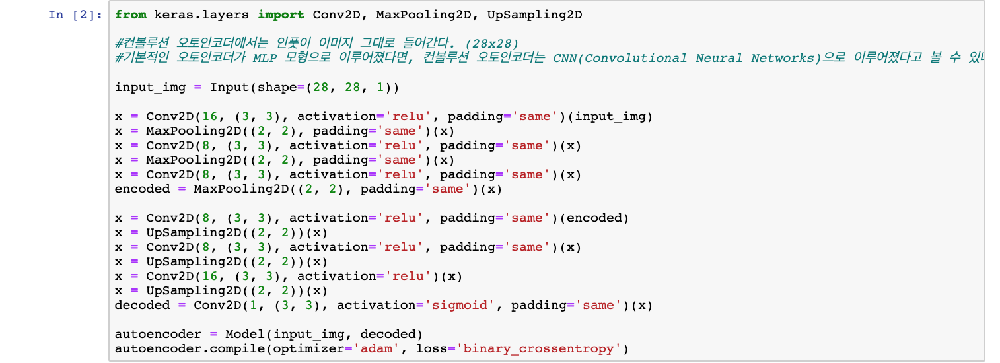 In [2]: from keras.layers import Conv2D, MaxPooling2D, UpSampling2D
#컨볼루션 오토인코더에서는 인풋이 이미지 그대로 들어간다. (28x28)
#기본적인 오토인코더가 MLP 모형으로 이루어졌다면, 컨볼루션 오토인코더는 CNN(Convolutional Neural Networks)으로 이루어졌다고 볼 수
input_img = Input(shape=(28, 28, 1))
x = Conv2D(16, (3, 3), activation='relu', padding='same')(input_img)
x = MaxPooling2D((2, 2), padding='same')(x)
x = Conv2D(8, (3, 3), activation='relu', padding='same')(x)
x = MaxPooling2D((2, 2), padding='same')(x)
x = Conv2D(8, (3, 3), activation='relu', padding='same')(x)
encoded = MaxPooling2D((2, 2), padding='same')(x)
x = Conv2D(8, (3, 3), activation='relu', padding='same')(encoded)
x = UpSampling2D((2, 2))(x)
x = Conv2D(8, (3, 3), activation='relu', padding='same')(x)
x = UpSampling2D((2, 2))(x)
x = Conv2D(16, (3, 3), activation='relu')(x)
x = UpSampling2D((2, 2))(x)
decoded = Conv2D(1, (3, 3), activation='sigmoid', padding='same')(x)
autoencoder = Model(input_img, decoded)
autoencoder.compile(optimizer='adam', loss='binary_crossentropy')